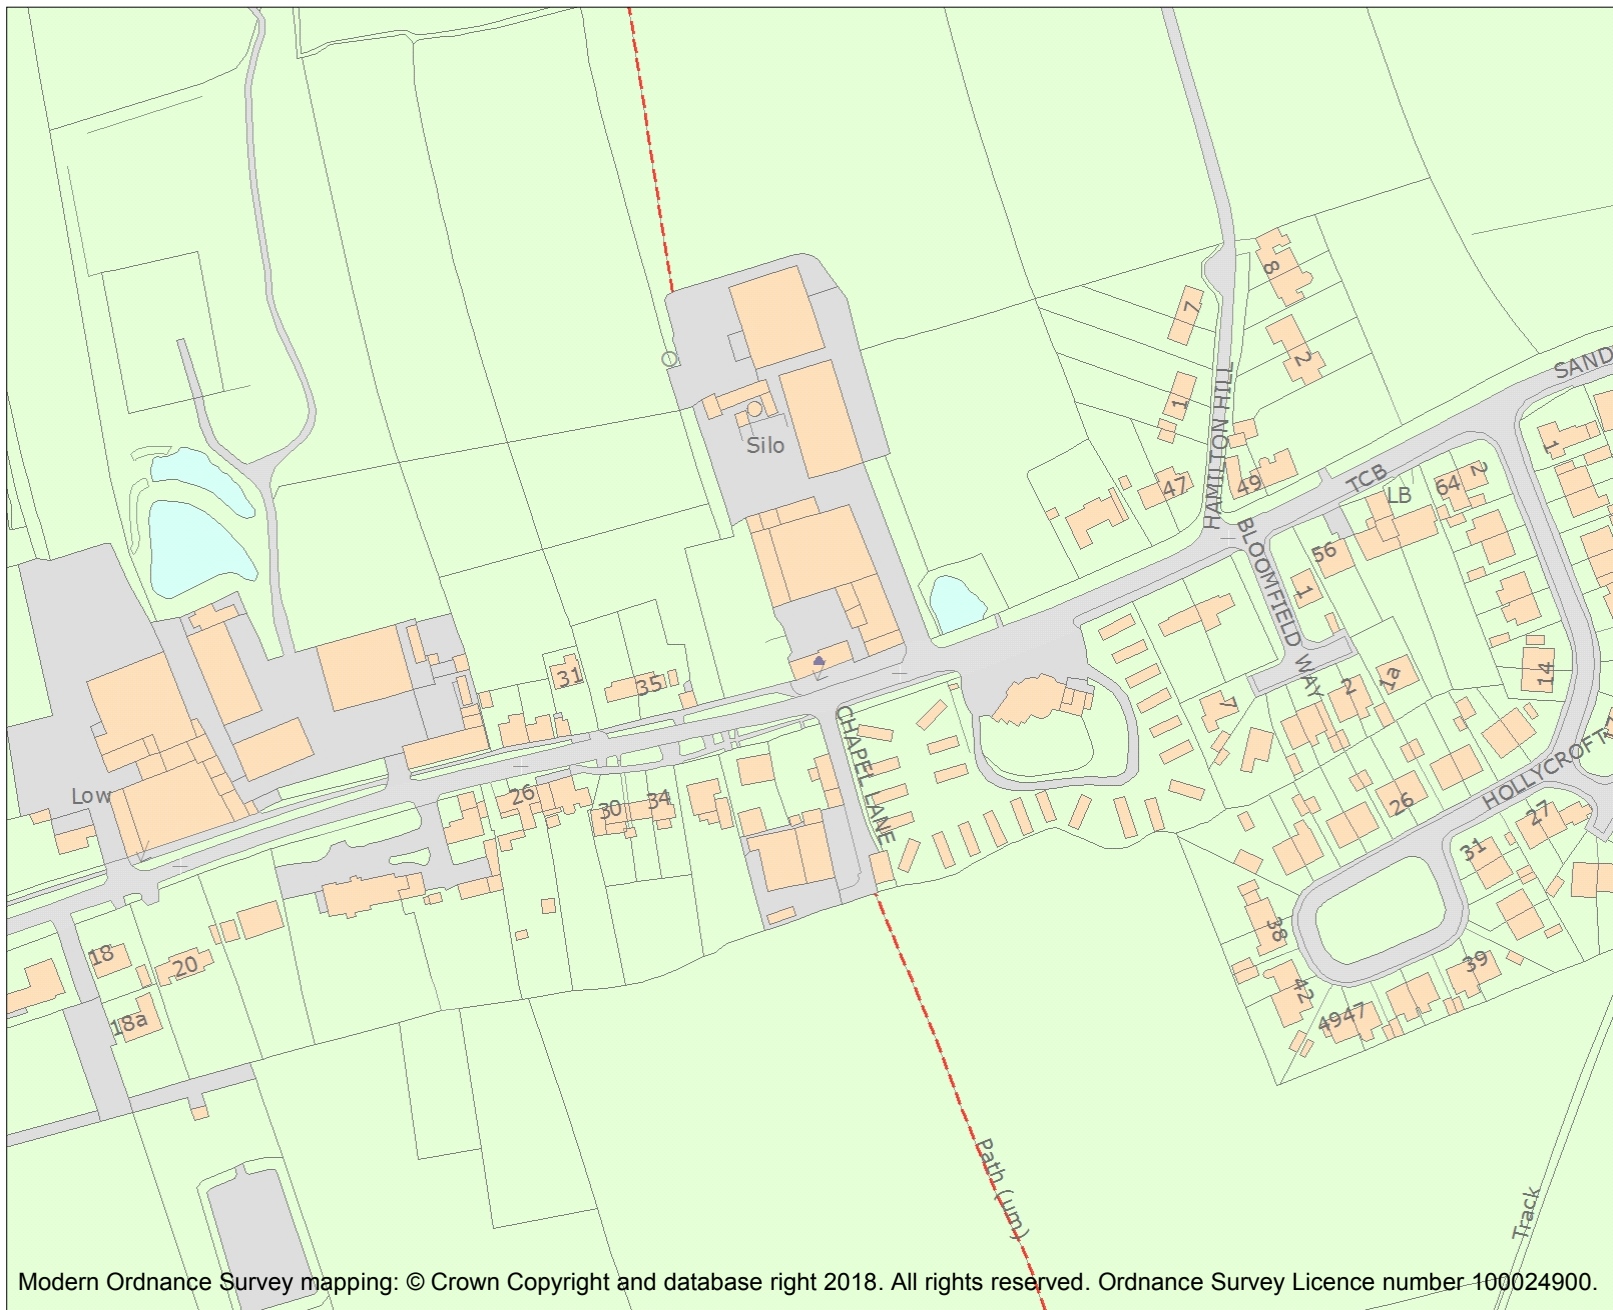 8
7
2
1
SAND
HAMILTON HILL
1
Silo
TCB
2
47
49
LB
64
BLOOMFIELD WAY
56
1
31
35
14
1a
2
7
CHAPEL LANE
HOLLYCROFT
Low
26
30
34
26
27
31
38
18
20
39
42
18a
4947
Path (um)
Track
Modern Ordnance Survey mapping: © Crown Copyright and database right 2018. All rights reserved. Ordnance Survey Licence number 100024900.